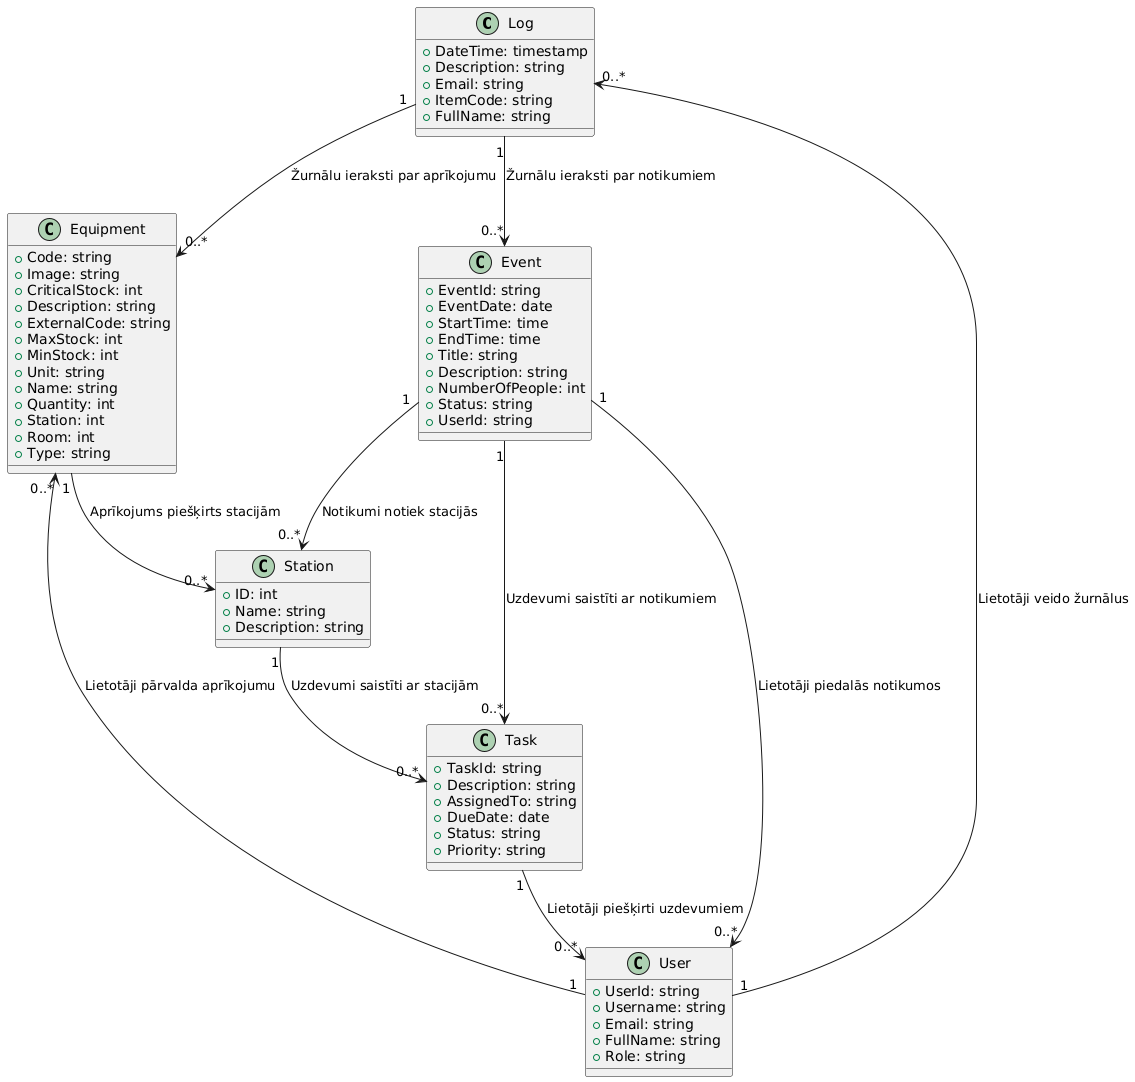 C Log
DateTime: timestamp
Description: string
Email: string
ItemCode: string
FullName: string
0..*
1
1
Žurnālu ieraksti par aprīkojumu
Žurnālu ieraksti par notikumiem
0..*
0..*
C Equipment
Code: string
Image: string
CriticalStock: int
Description: string
ExternalCode: string
MaxStock: int
MinStock: int
Unit: string
Name: string
Quantity: int
Station: int
Room: int
Type: string
C Event
EventId: string
EventDate: date
StartTime: time
EndTime: time
Title: string
Description: string
NumberOfPeople: int
Status: string
UserId: string
1
1
1
0..*
1
Aprīkojums piešķirts stacijām
Notikumi notiek stacijās
0..*
0..*
C Station
ID: int
Name: string
Description: string
Uzdevumi saistīti ar notikumiem
Lietotāji veido žurnālus
1
Lietotāji pārvalda aprīkojumu
Uzdevumi saistīti ar stacijām
Lietotāji piedalās notikumos
0..*
0..*
C Task
TaskId: string
Description: string
AssignedTo: string
DueDate: date
Status: string
Priority: string
1
Lietotāji piešķirti uzdevumiem
0..*
0..*
1
1
C User
UserId: string
Username: string
Email: string
FullName: string
Role: string